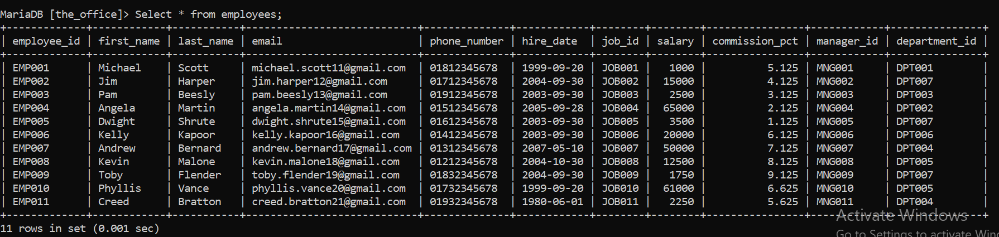 MariaDB [the_office]> Select * from employees;
+-------------+------------+-----------+--------------------------+--------------+------------+--------+--------+----------------+------------+---------------+
| employee_id | first_name | last_name | email                    | phone_number | hire_date  | job_id | salary | commission_pct | manager_id | department_id |
+-------------+------------+-----------+--------------------------+--------------+------------+--------+--------+----------------+------------+---------------+
| EMP001      | Michael    | Scott     | michael.scott11@gmail.com  | 01812345678  | 1999-09-20 | JOB001 |   1000 |          5.125 | MNG001     | DPT001        |
| EMP002      | Jim        | Harper    | jim.harper12@gmail.com     | 01712345678  | 2004-09-30 | JOB002 |  15000 |          4.125 | MNG002     | DPT007        |
| EMP003      | Pam        | Beesly    | pam.beesly13@gmail.com     | 01912345678  | 2003-09-30 | JOB003 |   2500 |          3.125 | MNG003     | DPT003        |
| EMP004      | Angela     | Martin    | angela.martin14@gmail.com  | 01512345678  | 2005-09-28 | JOB004 |  65000 |          2.125 | MNG004     | DPT002        |
| EMP005      | Dwight     | Shrute    | dwight.shrute15@gmail.com  | 01612345678  | 2003-09-30 | JOB005 |   3500 |          1.125 | MNG005     | DPT007        |
| EMP006      | Kelly      | Kapoor    | kelly.kapoor16@gmail.com   | 01412345678  | 2003-09-30 | JOB006 |  20000 |          6.125 | MNG006     | DPT006        |
| EMP007      | Andrew     | Bernard   | andrew.bernard17@gmail.com | 01312345678  | 2007-05-10 | JOB007 |  50000 |          7.125 | MNG007     | DPT004        |
| EMP008      | Kevin      | Malone    | kevin.malone18@gmail.com   | 01212345678  | 2004-10-30 | JOB008 |  12500 |          8.125 | MNG008     | DPT005        |
| EMP009      | Toby       | Flender   | toby.flender19@gmail.com   | 01832345678  | 2004-09-30 | JOB009 |   1750 |          9.125 | MNG009     | DPT007        |
| EMP010      | Phyllis    | Vance     | phyllis.vance20@gmail.com  | 01732345678  | 1999-09-20 | JOB010 |  61000 |          6.625 | MNG010     | DPT005        |
| EMP011      | Creed      | Bratton   | creed.bratton21@gmail.com  | 01932345678  | 1980-06-01 | JOB011 |   2250 |          5.625 | MNG011     | DPT004        |
+-------------+------------+-----------+--------------------------+--------------+------------+--------+--------+----------------+------------+---------------+
Activate Windows
11 rows in set (0.001 sec)
Go to Settings to activate Win